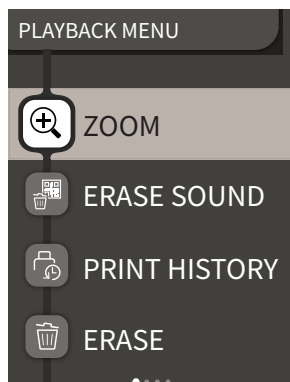 PLAYBACK MENU
ZOOM
ERASE SOUND
PRINT HISTORY
ERASE